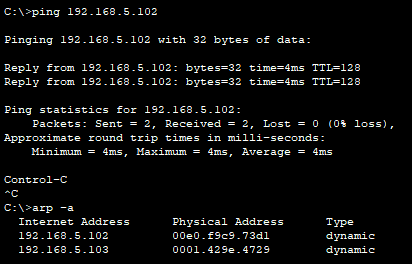 C:\>ping 192.168.5.102
Pinging 192.168.5.102 with 32 bytes of data:
Reply from 192.168.5.102: bytes=32 time=4ms TTL=128
Reply from 192.168.5.102: bytes=32 time=4ms TTL=128
Ping statistics for 192.168.5.102:
    Packets: Sent = 2, Received = 2, Lost = 0 (0% loss),
Approximate round trip times in milli-seconds:
    Minimum = 4ms, Maximum = 4ms, Average = 4ms
Control-C
^C
C:\>arp -a
  Internet Address      Physical Address      Type
  192.168.5.102         00e0.f9c9.73d1        dynamic
  192.168.5.103         0001.429e.4729        dynamic